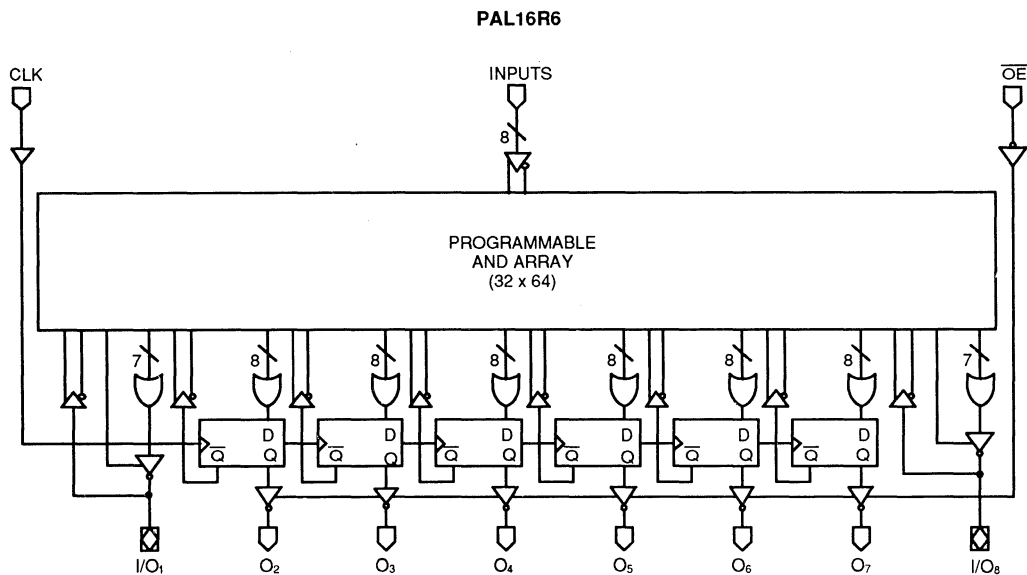 PAL16R6
CLK INPUTS O̅E̅
8
PROGRAMMABLE
AND ARRAY
(32 x 64)
7 8 8 8 8 8 8 7
D D D D D D
Q̅ Q Q̅ Q Q̅ Q Q̅ Q Q̅ Q Q̅ Q
I/O₁ O₂ O₃ O₄ O₅ O₆ O₇ I/O₈